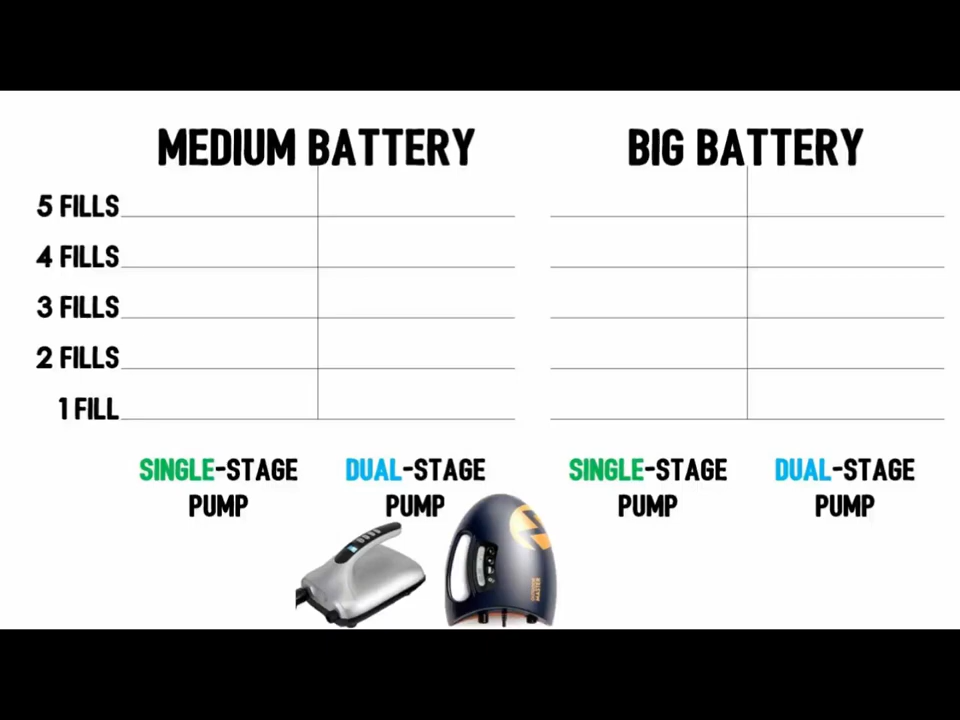 MEDIUM BATTERY
BIG BATTERY
5 FILLS
4 FILLS
3 FILLS
2 FILLS
1 FILL
SINGLE-STAGE
PUMP
DUAL-STAGE
PUMP
SINGLE-STAGE
PUMP
DUAL-STAGE
PUMP